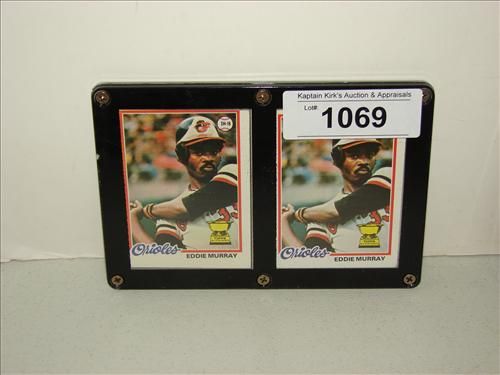 Kaptain Kirk's Auction & Appraisals
Lot#
1069
Orioles
EDDIE MURRAY
Orioles
EDDIE MURRAY